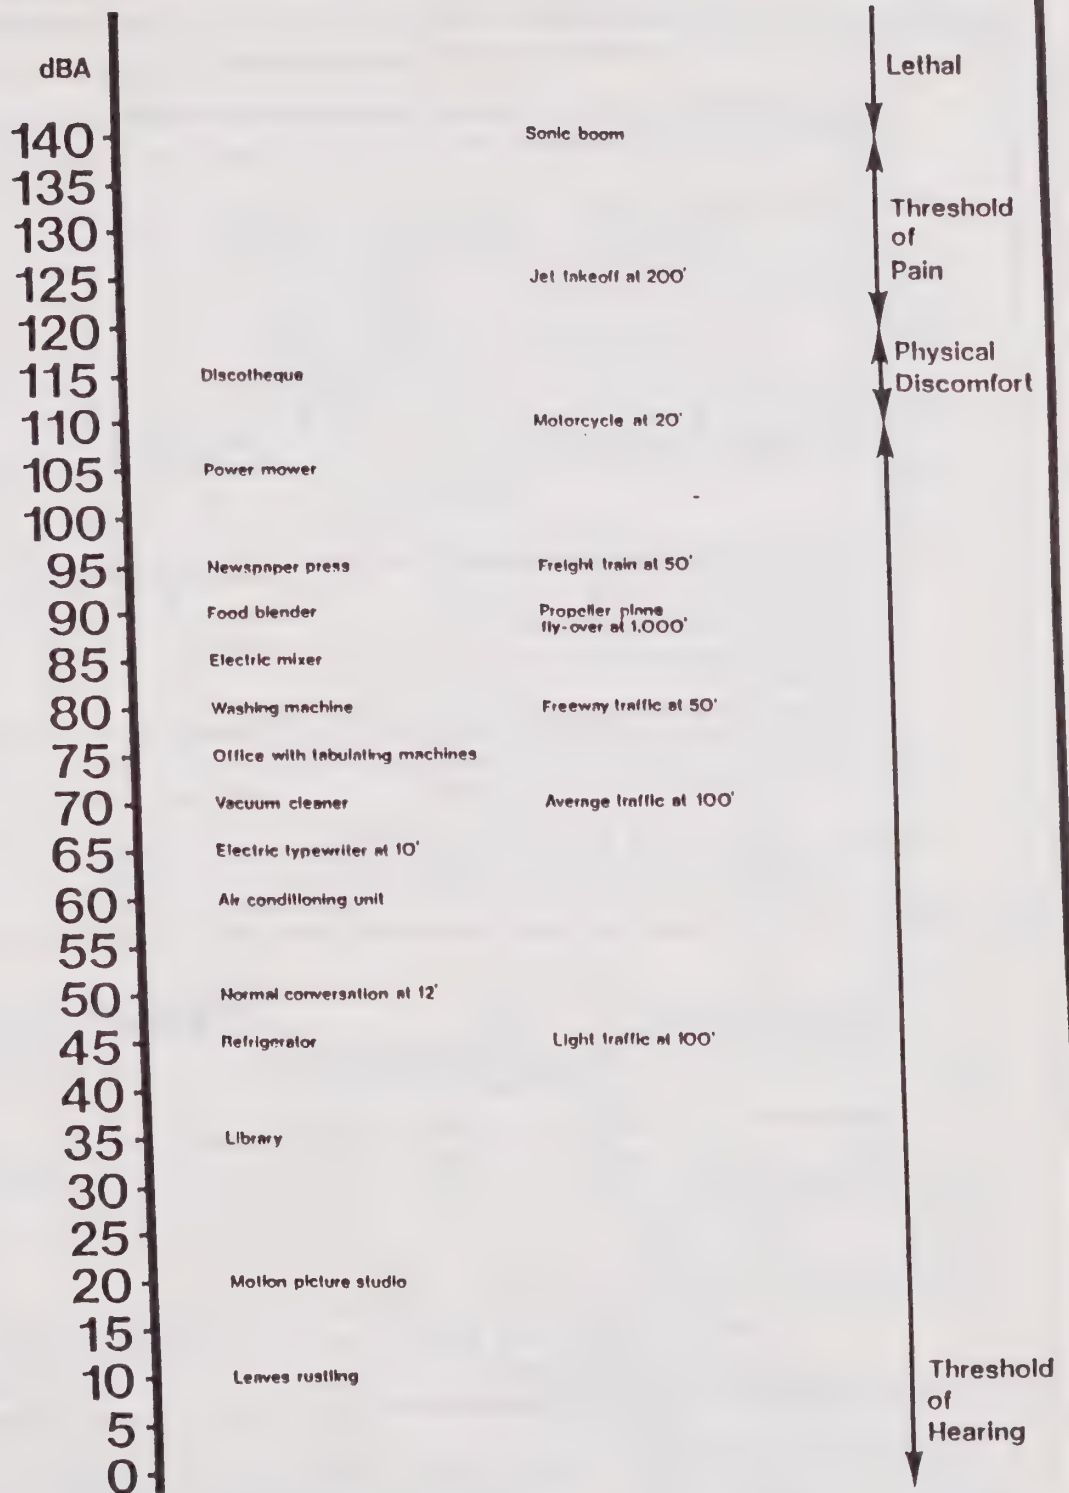 dBA
Lethal
140 Sonic boom
135
Threshold
130
of
125 Jet takeoff at 200' Pain
120
Physical
115 Discotheque Discomfort
110 Motorcycle at 20'
105 Power mower
100
95 Newspaper press Freight train at 50'
90 Food blender Propeller plane
fly-over at 1,000'
85 Electric mixer
80 Washing machine Freeway traffic at 50'
75 Office with tabulating machines
70 Vacuum cleaner Average traffic at 100'
65 Electric typewriter at 10'
60 Air conditioning unit
55
50 Normal conversation at 12'
45 Refrigerator Light traffic at 100'
40
35 Library
30
25
20 Motion picture studio
15
10 Leaves rustling Threshold
of
5 Hearing
0